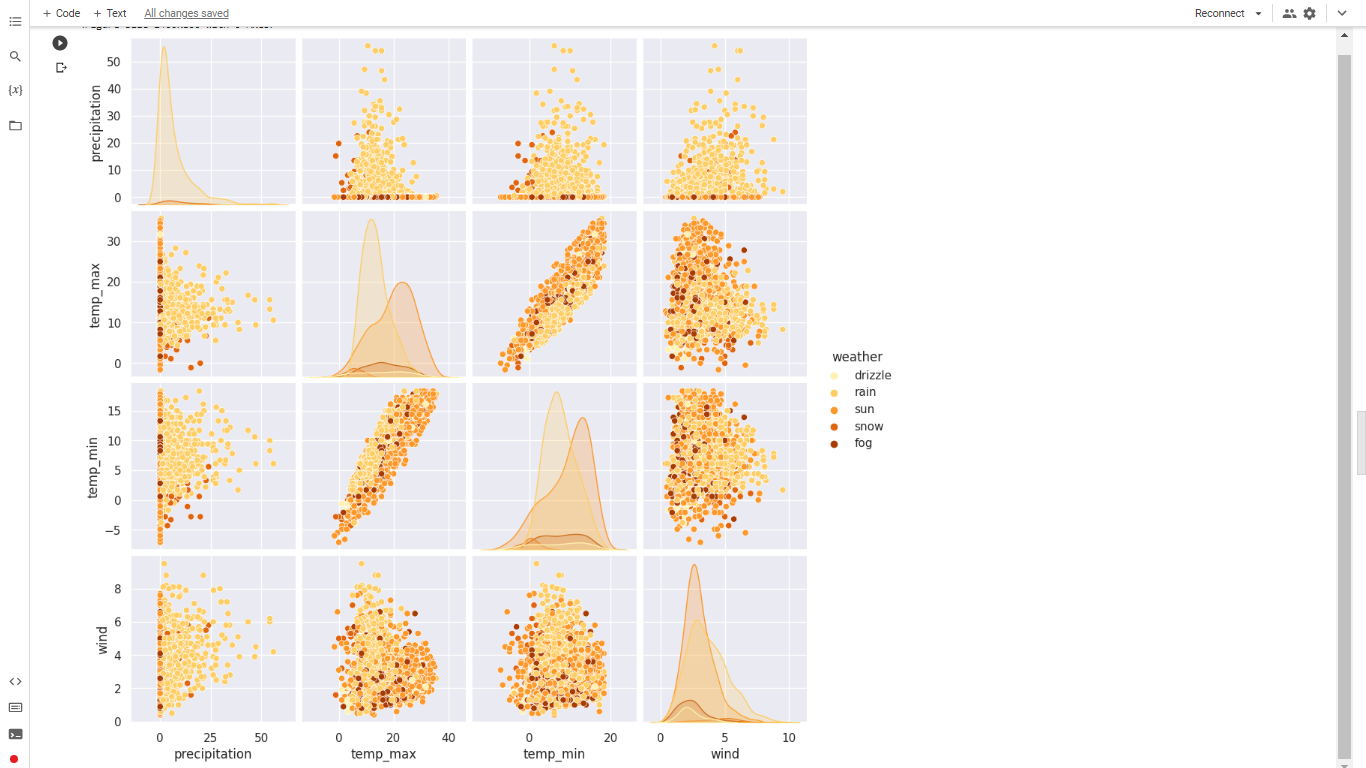 + Code + Text All changes saved Reconnect
{x}
precipitation
50
40
30
20
10
0
temp_max
30
20
10
0
weather
drizzle
rain
sun
snow
fog
temp_min
15
10
5
0
−5
wind
8
6
4
2
0
0 25 50 0 20 40 0 20 0 5 10
precipitation temp_max temp_min wind